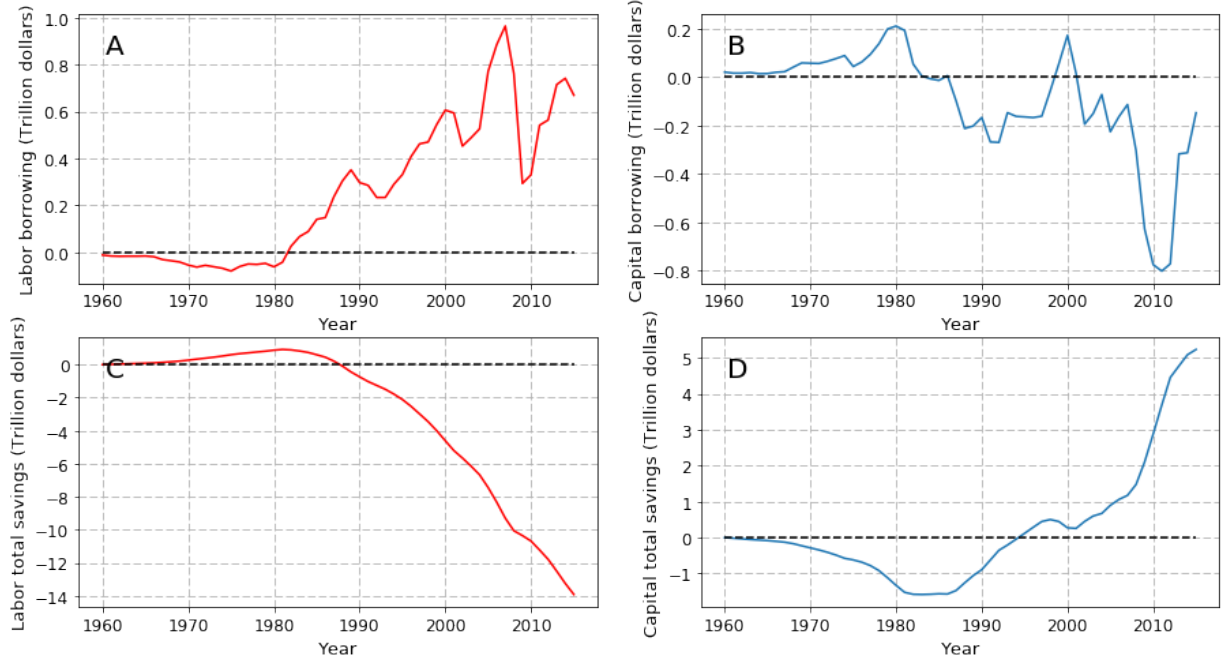 A
Labor borrowing (Trillion dollars)
1.0
0.8
0.6
0.4
0.2
0.0
1960 1970 1980 1990 2000 2010
Year
B
Capital borrowing (Trillion dollars)
0.2
0.0
−0.2
−0.4
−0.6
−0.8
1960 1970 1980 1990 2000 2010
Year
C
Labor total savings (Trillion dollars)
0
−2
−4
−6
−8
−10
−12
−14
1960 1970 1980 1990 2000 2010
Year
D
Capital total savings (Trillion dollars)
5
4
3
2
1
0
−1
1960 1970 1980 1990 2000 2010
Year